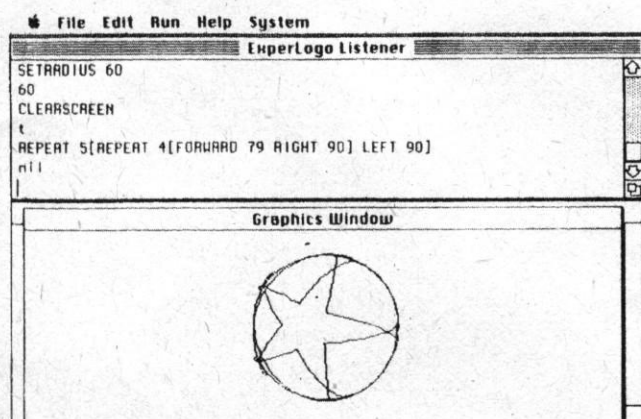 File Edit Run Help System
ExperLogo Listener
SETRADIUS 60
60
CLEARSCREEN
t
REPEAT 5[REPEAT 4[FORWARD 79 RIGHT 90] LEFT 90]
nil
Graphics Window